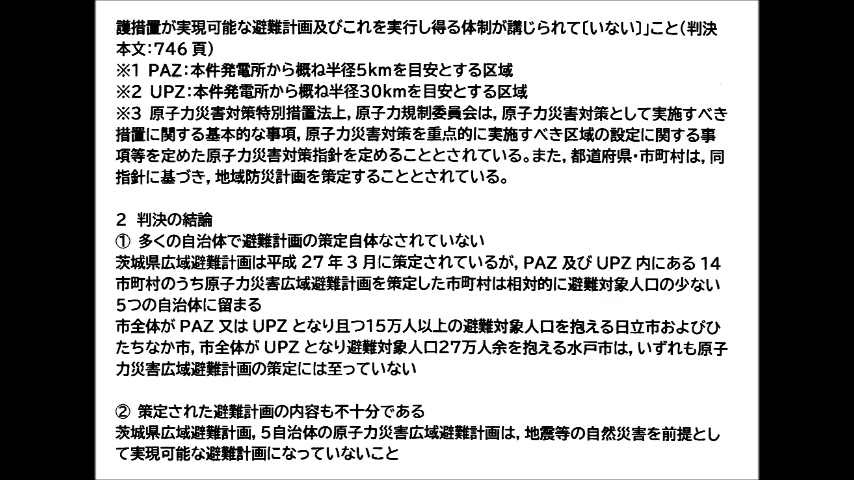 護措置が実現可能な避難計画及びこれを実行し得る体制が講じられて〔いない〕」こと（判決
本文：746 頁）
※1 PAZ：本件発電所から概ね半径5kmを目安とする区域
※2 UPZ：本件発電所から概ね半径30kmを目安とする区域
※3 原子力災害対策特別措置法上，原子力規制委員会は，原子力災害対策として実施すべき
措置に関する基本的な事項，原子力災害対策を重点的に実施すべき区域の設定に関する事
項等を定めた原子力災害対策指針を定めることとされている。また，都道府県・市町村は，同
指針に基づき，地域防災計画を策定することとされている。
2 判決の結論
① 多くの自治体で避難計画の策定自体なされていない
茨城県広域避難計画は平成 27 年 3 月に策定されているが，PAZ 及び UPZ 内にある 14
市町村のうち原子力災害広域避難計画を策定した市町村は相対的に避難対象人口の少ない
5つの自治体に留まる
市全体が PAZ 又は UPZ となり且つ15万人以上の避難対象人口を抱える日立市およびひ
たちなか市，市全体が UPZ となり避難対象人口27万人余を抱える水戸市は，いずれも原子
力災害広域避難計画の策定には至っていない
② 策定された避難計画の内容も不十分である
茨城県広域避難計画，5自治体の原子力災害広域避難計画は，地震等の自然災害を前提とし
て実現可能な避難計画になっていないこと